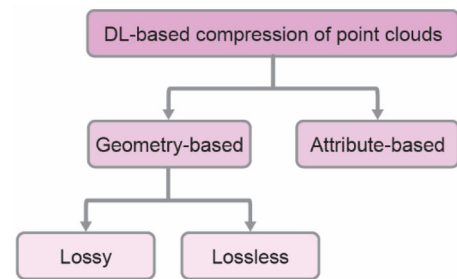 DL-based compression of point clouds
Geometry-based
Attribute-based
Lossy
Lossless